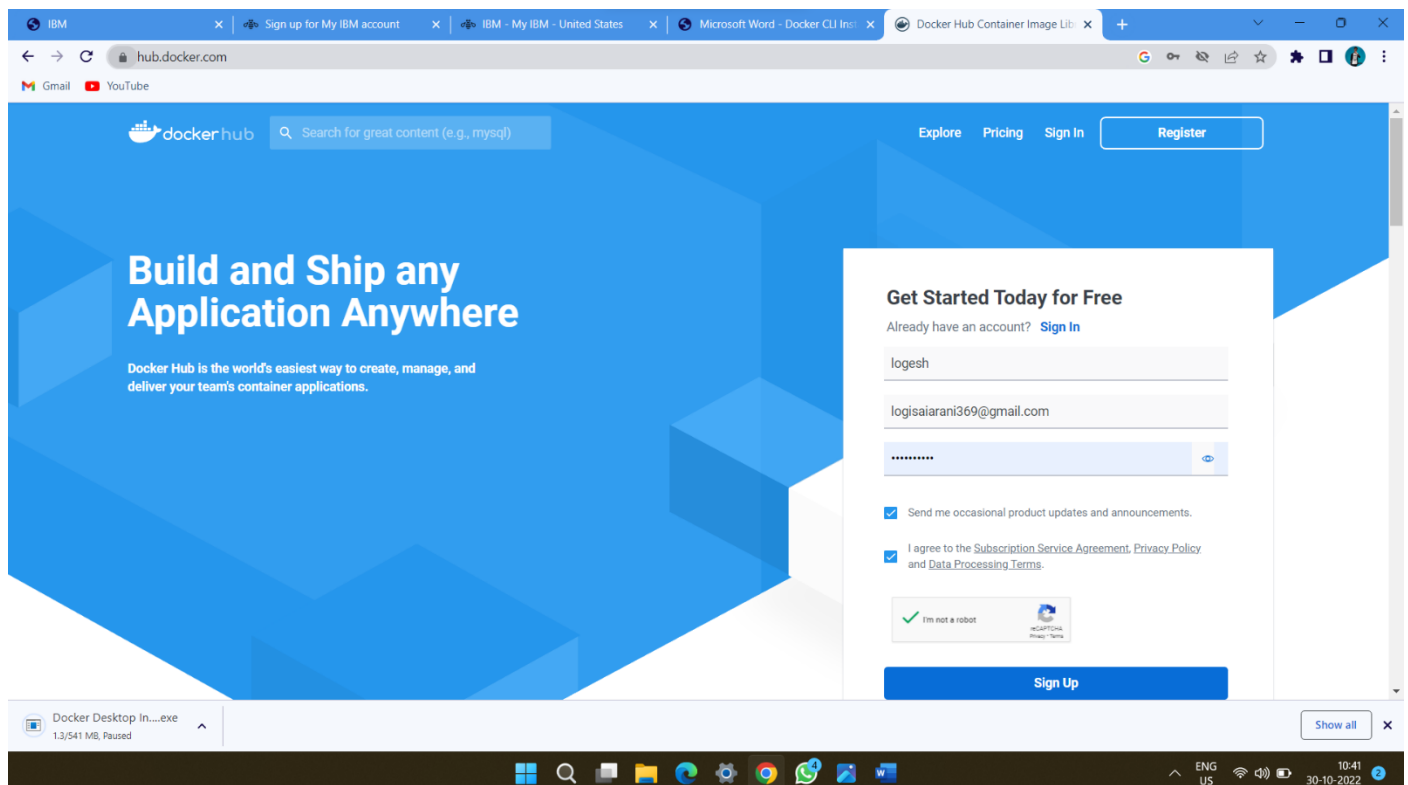 IBM
Sign up for My IBM account
IBM - My IBM - United States
Microsoft Word - Docker CLI Inst
Docker Hub Container Image Lib
hub.docker.com
Gmail
YouTube
dockerhub
Search for great content (e.g., mysql)
Explore
Pricing
Sign In
Register
Build and Ship any
Application Anywhere
Docker Hub is the world's easiest way to create, manage, and
deliver your team's container applications.
Get Started Today for Free
Already have an account? Sign In
logesh
logisaiarani369@gmail.com
••••••••••
Send me occasional product updates and announcements.
I agree to the Subscription Service Agreement, Privacy Policy
and Data Processing Terms.
I'm not a robot
reCAPTCHA
Privacy - Terms
Sign Up
Docker Desktop In....exe
1.3/541 MB, Paused
Show all
4
ENG
US
10:41
30-10-2022
2